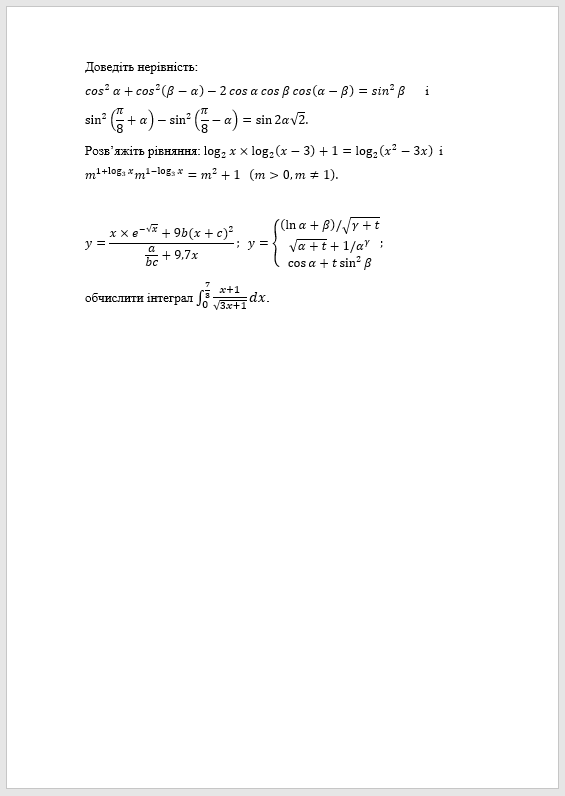 Доведіть нерівність:
cos² α + cos²(β − α) − 2 cos α cos β cos(α − β) = sin² β і
sin² (π/8 + α) − sin² (π/8 − α) = sin 2α√2.
Розв’яжіть рівняння: log₂ x × log₂(x − 3) + 1 = log₂(x² − 3x) і
m^(1+log₃ x) m^(1−log₃ x) = m² + 1 (m > 0, m ≠ 1).
y = (x × e^(−√x) + 9b(x + c)²)/(a/bc + 9,7x) ; y = { (ln α + β)/√(γ + t)
√(α + t) + 1/α^γ ;
cos α + t sin² β
обчислити інтеграл ∫₀^(7/3) (x+1)/√(3x+1) dx.